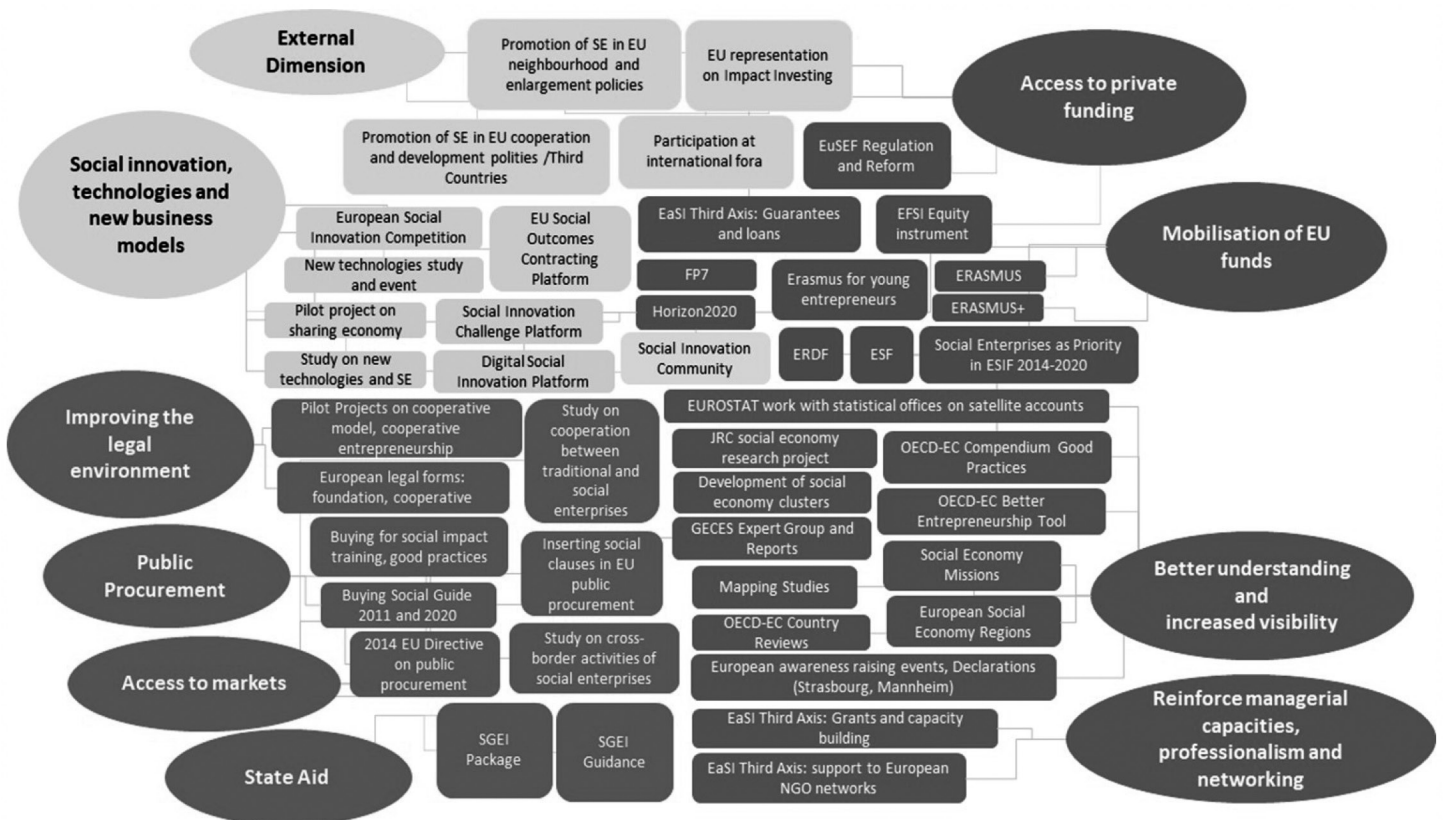 External
Dimension
Promotion of SE in EU
neighbourhood and
enlargement policies
EU representation
on Impact Investing
Access to private
funding
Promotion of SE in EU cooperation
and development polities /Third
Countries
Participation at
international fora
EuSEF Regulation
and Reform
Social innovation,
technologies and
new business
models
European Social
Innovation Competition
EU Social
Outcomes
Contracting
Platform
EaSI Third Axis: Guarantees
and loans
EFSI Equity
instrument
Mobilisation of EU
funds
New technologies study
and event
FP7
Erasmus for young
entrepreneurs
ERASMUS
ERASMUS+
Pilot project on
sharing economy
Social Innovation
Challenge Platform
Horizon2020
Study on new
technologies and SE
Digital Social
Innovation Platform
Social Innovation
Community
ERDF
ESF
Social Enterprises as Priority
in ESIF 2014-2020
Improving the
legal
environment
Pilot Projects on cooperative
model, cooperative
entrepreneurship
Study on
cooperation
between
traditional and
social
enterprises
EUROSTAT work with statistical offices on satellite accounts
JRC social economy
research project
OECD-EC Compendium Good
Practices
European legal forms:
foundation, cooperative
Development of social
economy clusters
OECD-EC Better
Entrepreneurship Tool
Public
Procurement
Buying for social impact
training, good practices
Inserting social
clauses in EU
public
procurement
GECES Expert Group and
Reports
Social Economy
Missions
Better understanding
and
increased visibility
Mapping Studies
Buying Social Guide
2011 and 2020
European Social
Economy Regions
OECD-EC Country
Reviews
Access to markets
2014 EU Directive
on public
procurement
Study on cross-
border activities of
social enterprises
European awareness raising events, Declarations
(Strasbourg, Mannheim)
State Aid
SGEI
Package
SGEI
Guidance
EaSI Third Axis: Grants and capacity
building
EaSI Third Axis: support to European
NGO networks
Reinforce managerial
capacities,
professionalism and
networking